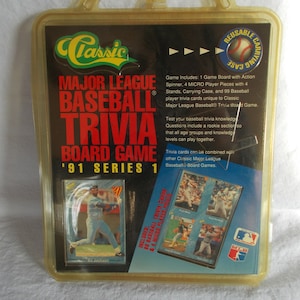 Classic
REUSABLE CARRYING CASE
MAJOR LEAGUE
BASEBALL
TRIVIA
BOARD GAME
'91 SERIES 1
Game Includes: 1 Game Board with Action
Spinner, 4 MICRO Player Pieces with 4
Stands, Carrying Case, and 99 Baseball
player trivia cards unique to Classic
Major League Baseball® Trivia Board Game.
Test your baseball trivia knowledge.
Questions include a rookie section so
that all age groups and knowledge
levels can play together.
Trivia cards can be combined with
other Classic Major League
Baseball® Board Games.